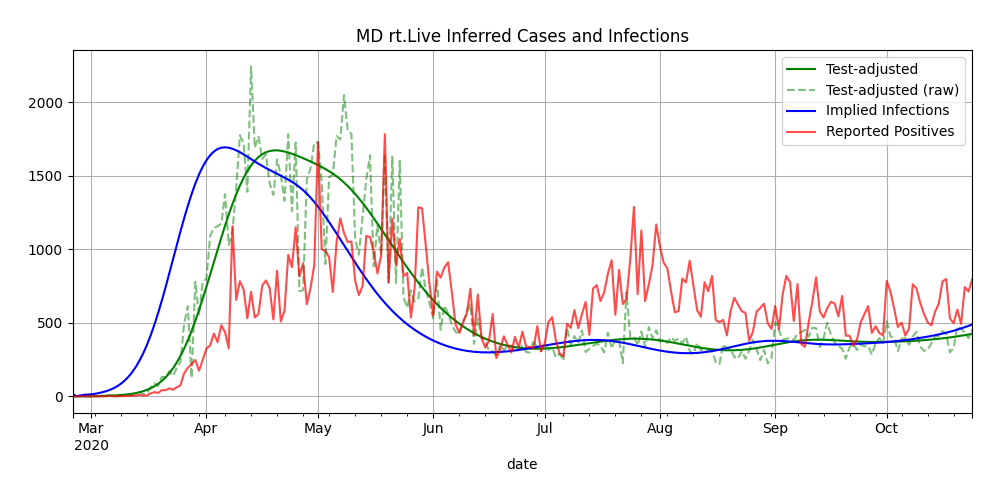 MD rt.Live Inferred Cases and Infections
Test-adjusted
Test-adjusted (raw)
Implied Infections
Reported Positives
2000
1500
1000
500
0
Mar Apr May Jun Jul Aug Sep Oct
2020
date